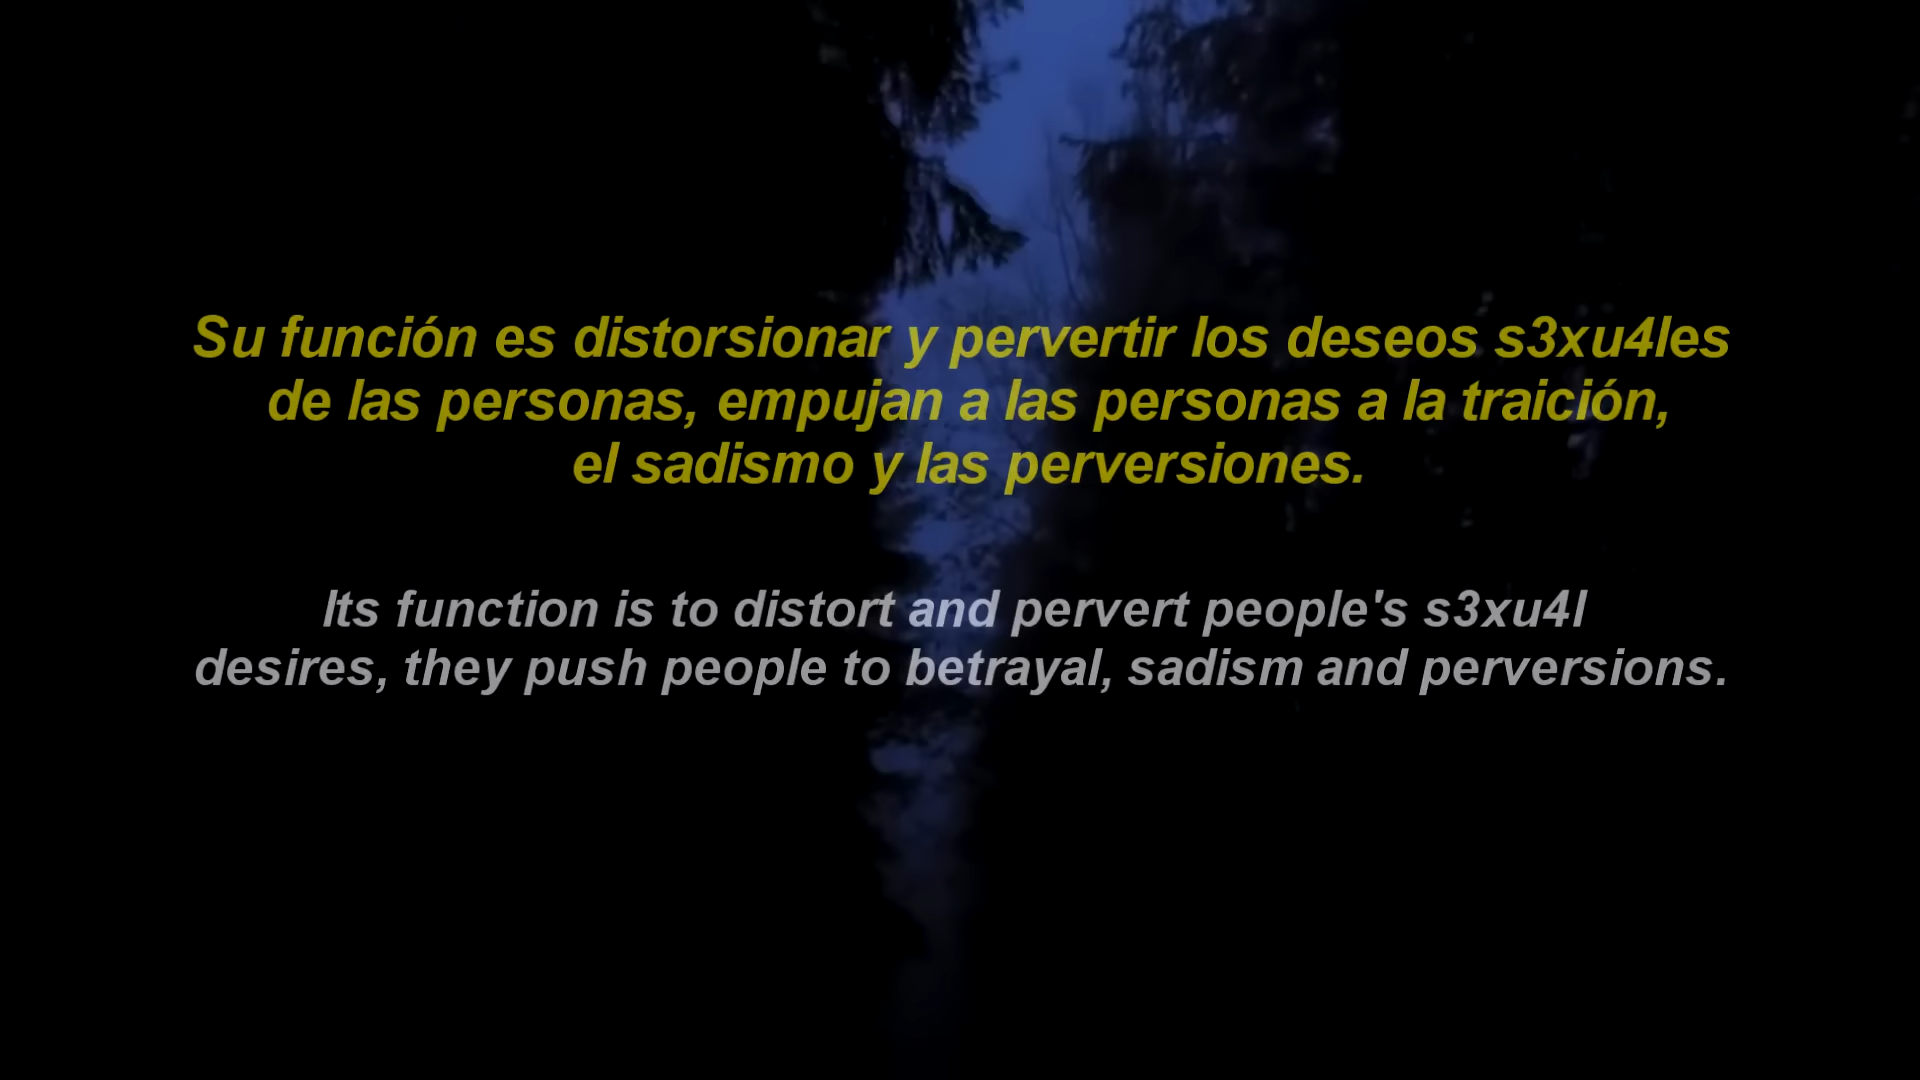 Su función es distorsionar y pervertir los deseos s3xu4les
de las personas, empujan a las personas a la traición,
el sadismo y las perversiones.
Its function is to distort and pervert people's s3xu4l
desires, they push people to betrayal, sadism and perversions.